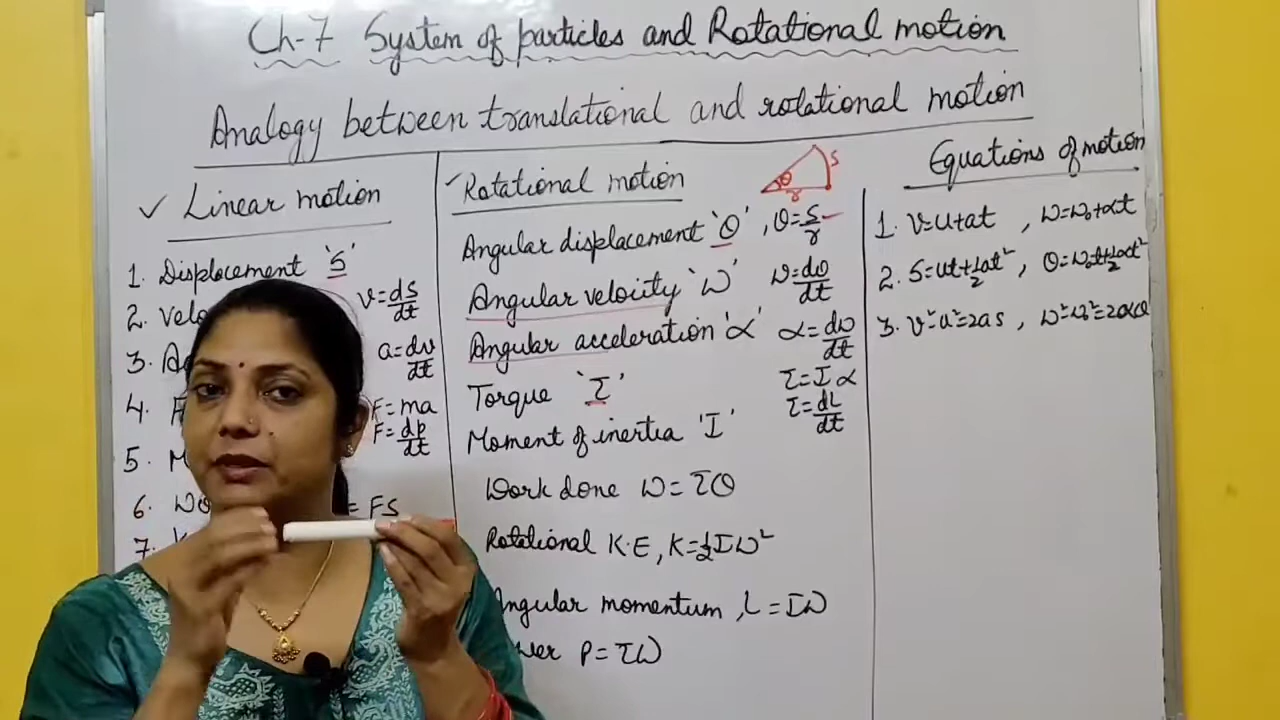 Ch-7 System of particles and Rotational motion
Analogy between translational and rotational motion
✓ Linear motion
1. Displacement 'S'
2. Velo
v=ds/dt
3. A
a=dv/dt
4. F
F=ma
F=dp/dt
5. M
6. Wo
= FS
7. K
✓ Rotational motion
θ S r
Angular displacement 'θ', θ=S/r
Angular velocity 'ω' ω=dθ/dt
Angular acceleration 'α' α=dω/dt
Torque 'τ' τ=Iα
τ=dL/dt
Moment of inertia 'I'
Work done W=τθ
Rotational K.E, K=½Iω²
Angular momentum, L=Iω
wer P=τω
Equations of motion
1. v=u+at, ω=ω₀+αt
2. S=ut+½at², θ=ω₀t+½αt²
3. v²-u²=2as, ω²-ω₀²=2αθ